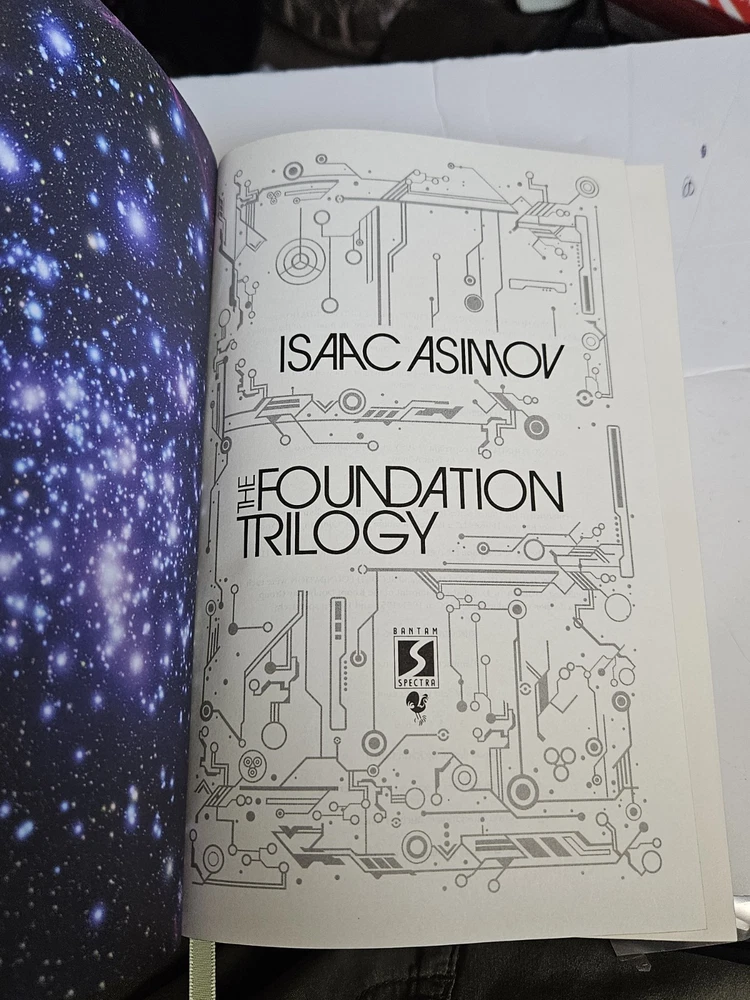 ISAAC ASIMOV
THE FOUNDATION
TRILOGY
BANTAM
SPECTRA